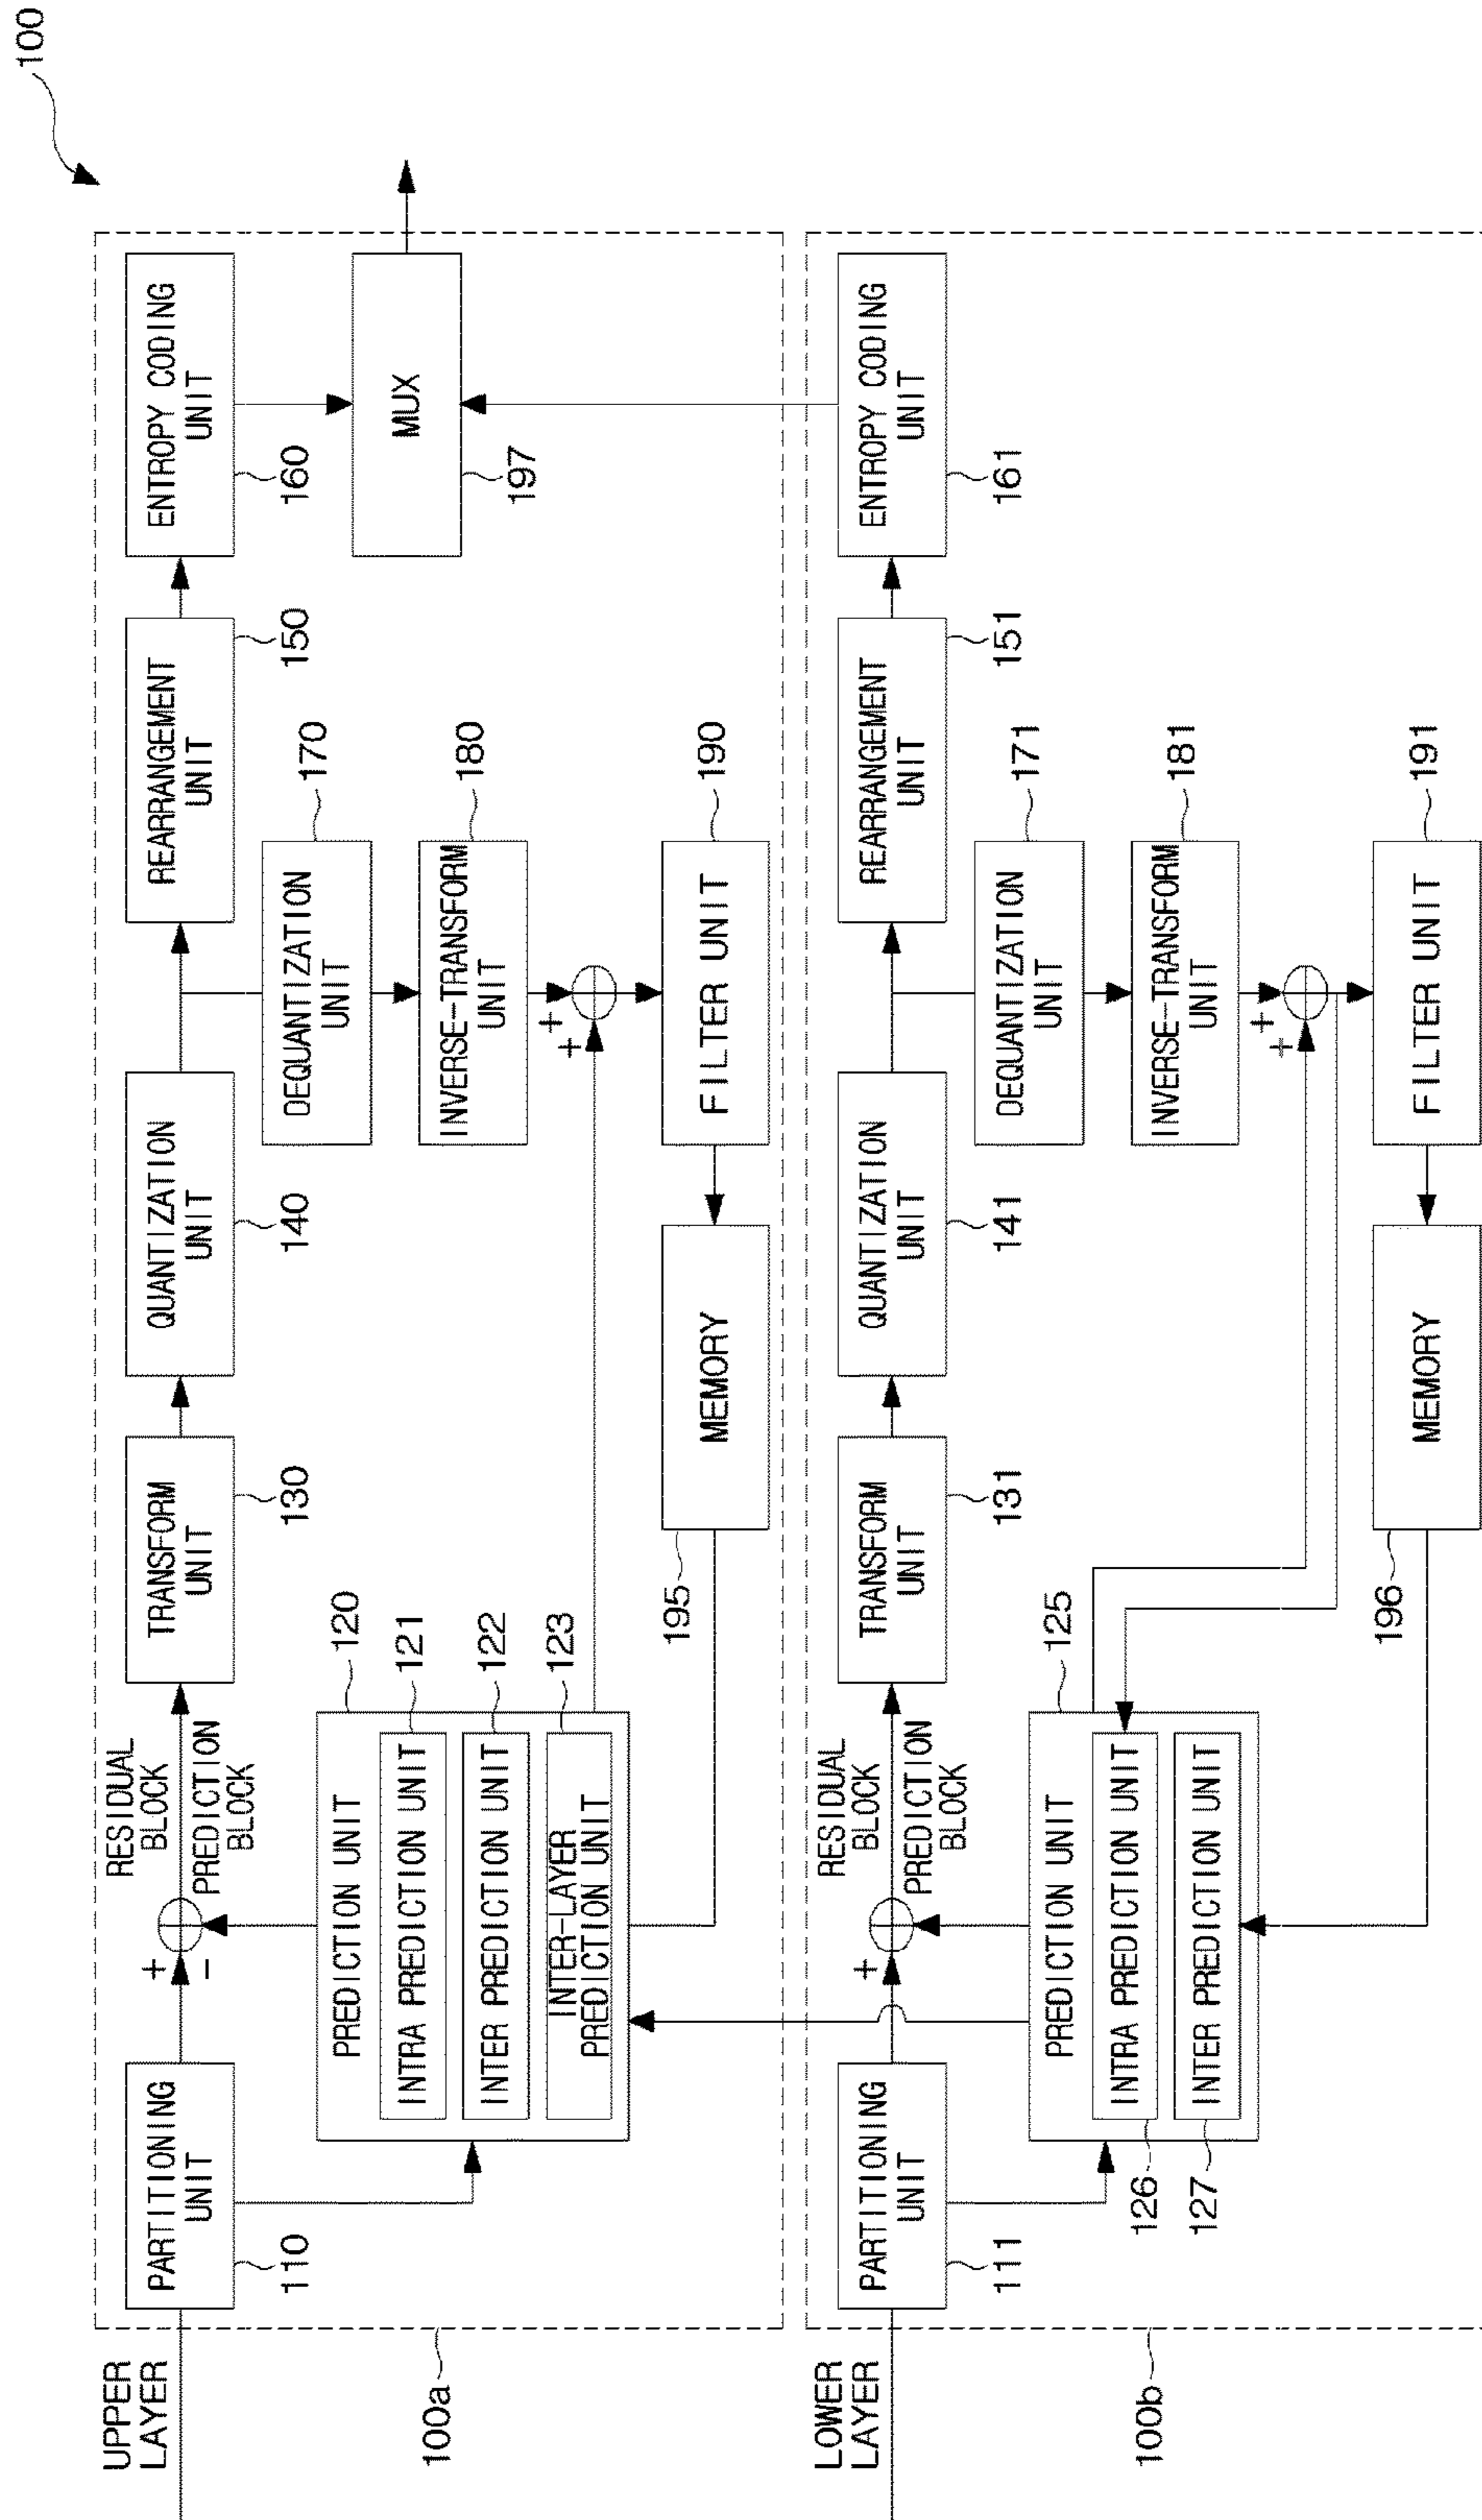 100
UPPER
LAYER
100a
PARTITIONING
UNIT
110
+
-
RESIDUAL
BLOCK
PREDICTION
BLOCK
TRANSFORM
UNIT
130
QUANTIZATION
UNIT
140
REARRANGEMENT
UNIT
150
ENTROPY CODING
UNIT
160
MUX
197
PREDICTION UNIT
120
INTRA PREDICTION UNIT
121
INTER PREDICTION UNIT
122
INTER-LAYER
PREDICTION UNIT
123
DEQUANTIZATION
UNIT
170
INVERSE-TRANSFORM
UNIT
180
+
+
FILTER UNIT
190
MEMORY
195
LOWER
LAYER
100b
PARTITIONING
UNIT
111
+
RESIDUAL
BLOCK
PREDICTION
BLOCK
TRANSFORM
UNIT
131
QUANTIZATION
UNIT
141
REARRANGEMENT
UNIT
151
ENTROPY CODING
UNIT
161
PREDICTION UNIT
125
INTRA PREDICTION UNIT
126
INTER PREDICTION UNIT
127
DEQUANTIZATION
UNIT
171
INVERSE-TRANSFORM
UNIT
181
+
+
FILTER UNIT
191
MEMORY
196